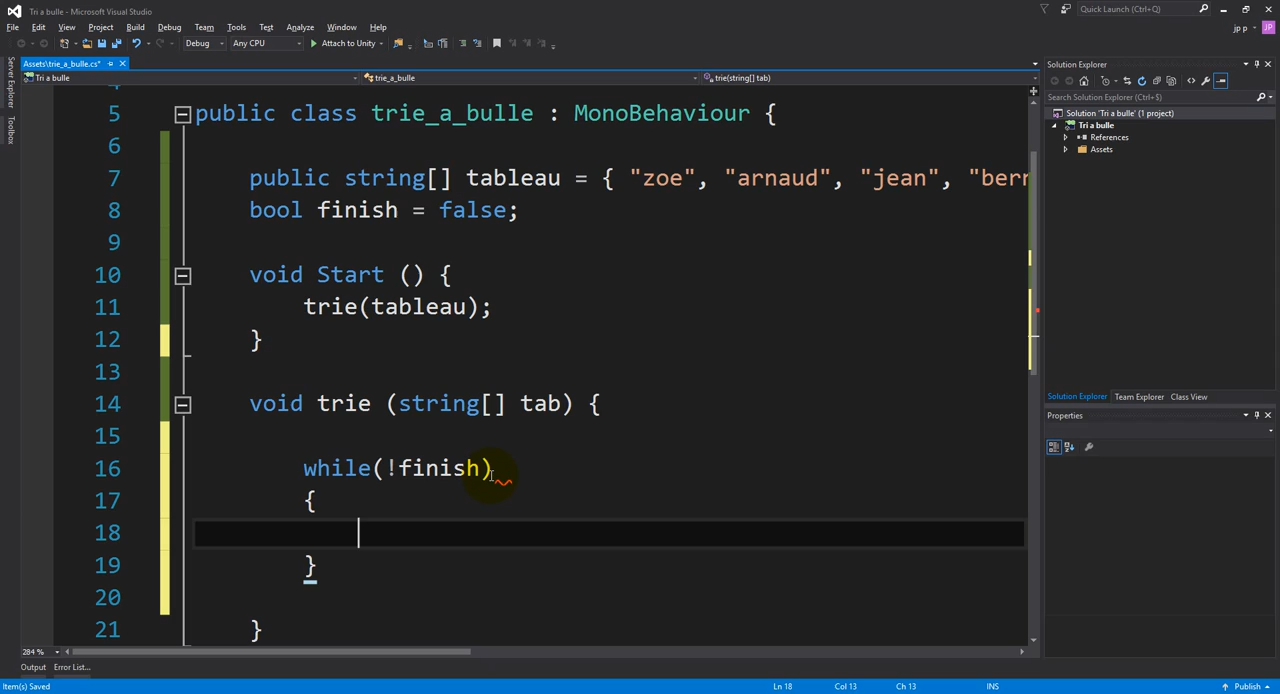 Tri a bulle - Microsoft Visual Studio
Quick Launch (Ctrl+Q)
File Edit View Project Build Debug Team Tools Test Analyze Window Help
jp p
JP
Debug Any CPU Attach to Unity
Server Explorer
Toolbox
Assets\trie_a_bulle.cs*
Tri a bulle trie_a_bulle trie(string[] tab)
5 public class trie_a_bulle : MonoBehaviour {
6
7 public string[] tableau = { "zoe", "arnaud", "jean", "berr
8 bool finish = false;
9
10 void Start () {
11 trie(tableau);
12 }
13
14 void trie (string[] tab) {
15
16 while(!finish)
17 {
18
19 }
20
21 }
284 %
Solution Explorer
Search Solution Explorer (Ctrl+$)
Solution 'Tri a bulle' (1 project)
Tri a bulle
References
Assets
Solution Explorer Team Explorer Class View
Properties
Output Error List...
Item(s) Saved Ln 18 Col 13 Ch 13 INS Publish